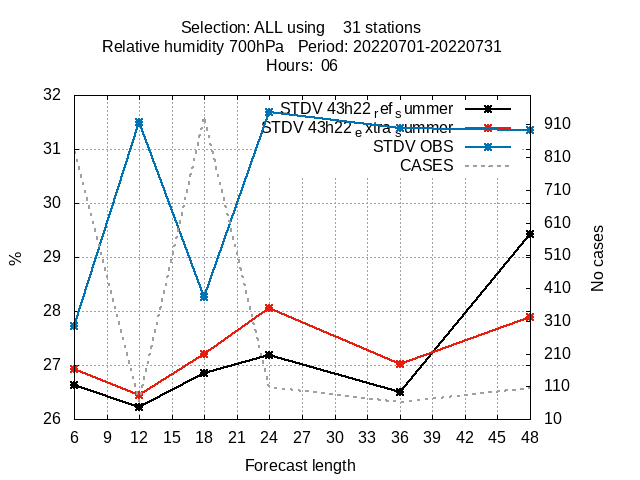 Selection: ALL using    31 stations
Relative humidity 700hPa   Period: 20220701-20220731
Hours:  06
STDV 43h22refsummer
STDV 43h22extrasummer
STDV OBS
CASES
32
31
30
29
28
27
26
%
910
810
710
610
510
410
310
210
110
10
No cases
6 9 12 15 18 21 24 27 30 33 36 39 42 45 48
Forecast length